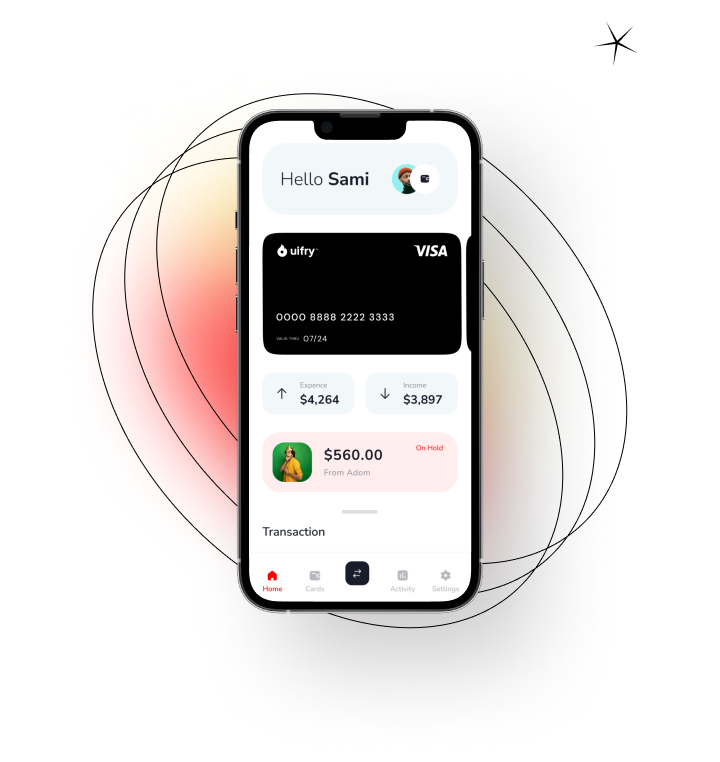 Hello Sami
uifry
VISA
0000 8888 2222 3333
VALID THRU 07/24
Expence
$4,264
Income
$3,897
$560.00
On Hold
From Adom
Transaction
Home
Cards
Activity
Settings